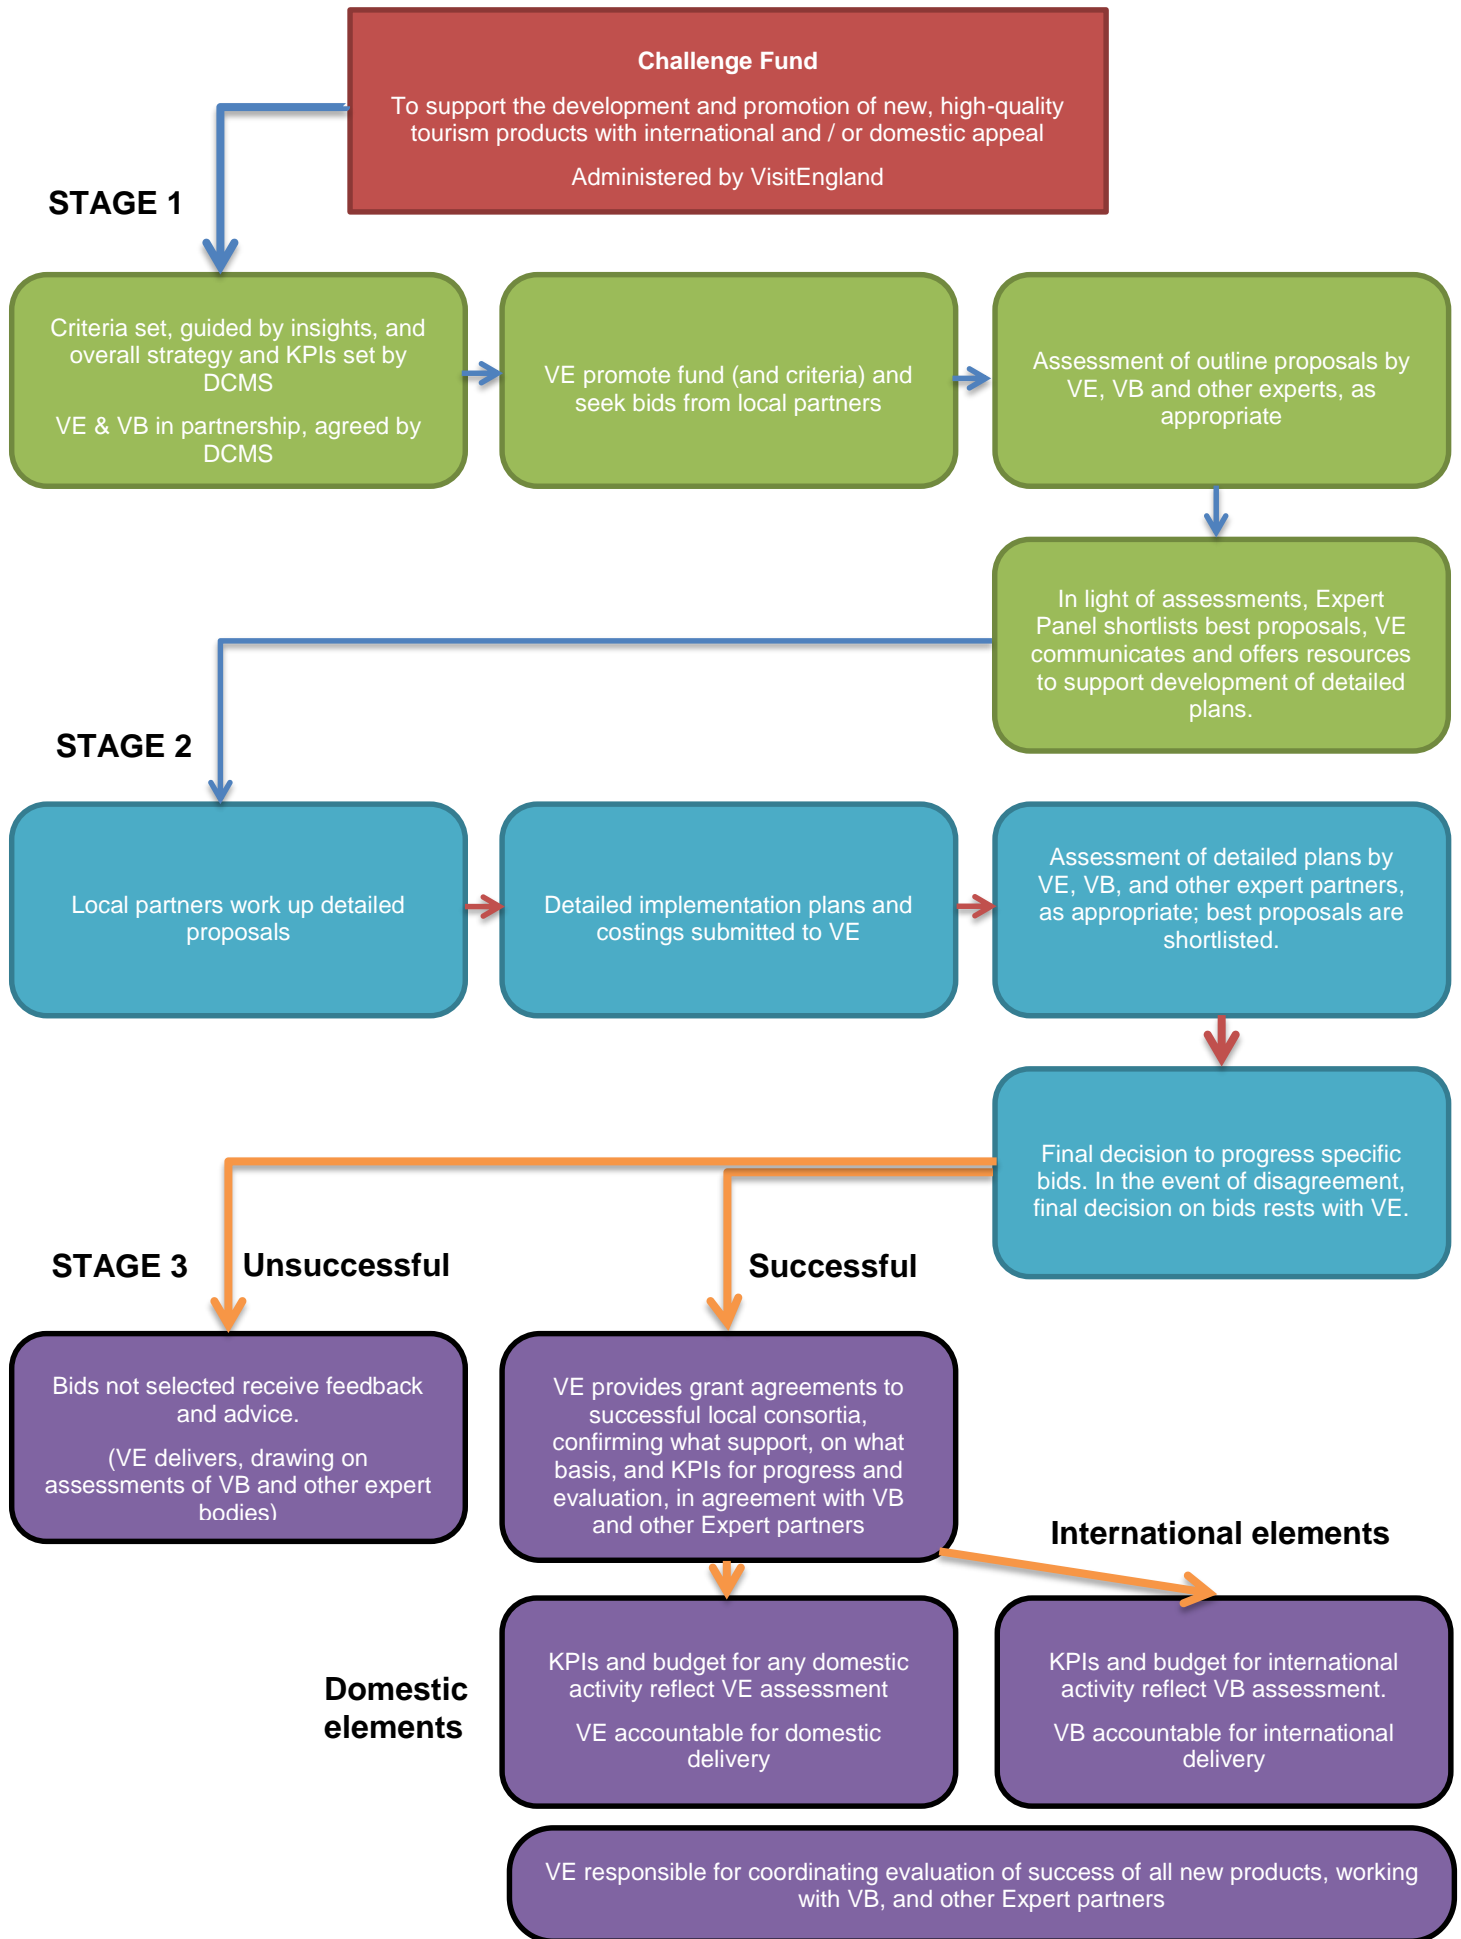 Challenge Fund
To support the development and promotion of new, high-quality
tourism products with international and / or domestic appeal
Administered by VisitEngland
STAGE 1
Criteria set, guided by insights, and
overall strategy and KPIs set by
DCMS
VE & VB in partnership, agreed by
DCMS
VE promote fund (and criteria) and
seek bids from local partners
Assessment of outline proposals by
VE, VB and other experts, as
appropriate
In light of assessments, Expert
Panel shortlists best proposals, VE
communicates and offers resources
to support development of detailed
plans.
STAGE 2
Local partners work up detailed
proposals
Detailed implementation plans and
costings submitted to VE
Assessment of detailed plans by
VE, VB, and other expert partners,
as appropriate; best proposals are
shortlisted.
Final decision to progress specific
bids. In the event of disagreement,
final decision on bids rests with VE.
STAGE 3
Unsuccessful
Successful
Bids not selected receive feedback
and advice.
(VE delivers, drawing on
assessments of VB and other expert
bodies)
VE provides grant agreements to
successful local consortia,
confirming what support, on what
basis, and KPIs for progress and
evaluation, in agreement with VB
and other Expert partners
International elements
Domestic
elements
KPIs and budget for any domestic
activity reflect VE assessment
VE accountable for domestic
delivery
KPIs and budget for international
activity reflect VB assessment.
VB accountable for international
delivery
VE responsible for coordinating evaluation of success of all new products, working
with VB, and other Expert partners